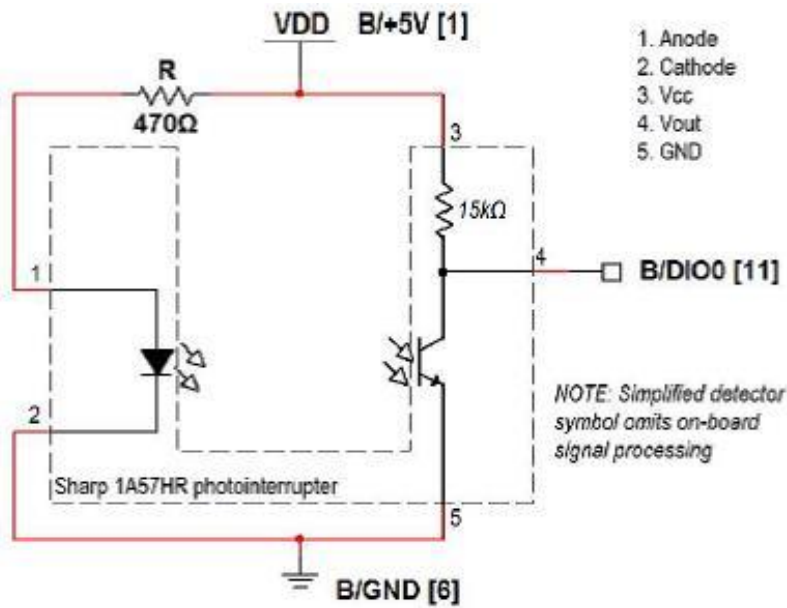 VDD B/+5V [1]
R
470Ω
1. Anode
2. Cathode
3. Vcc
4. Vout
5. GND
3
15kΩ
4
B/DIO0 [11]
1
2
NOTE: Simplified detector
symbol omits on-board
signal processing
Sharp 1A57HR photointerrupter
5
B/GND [6]